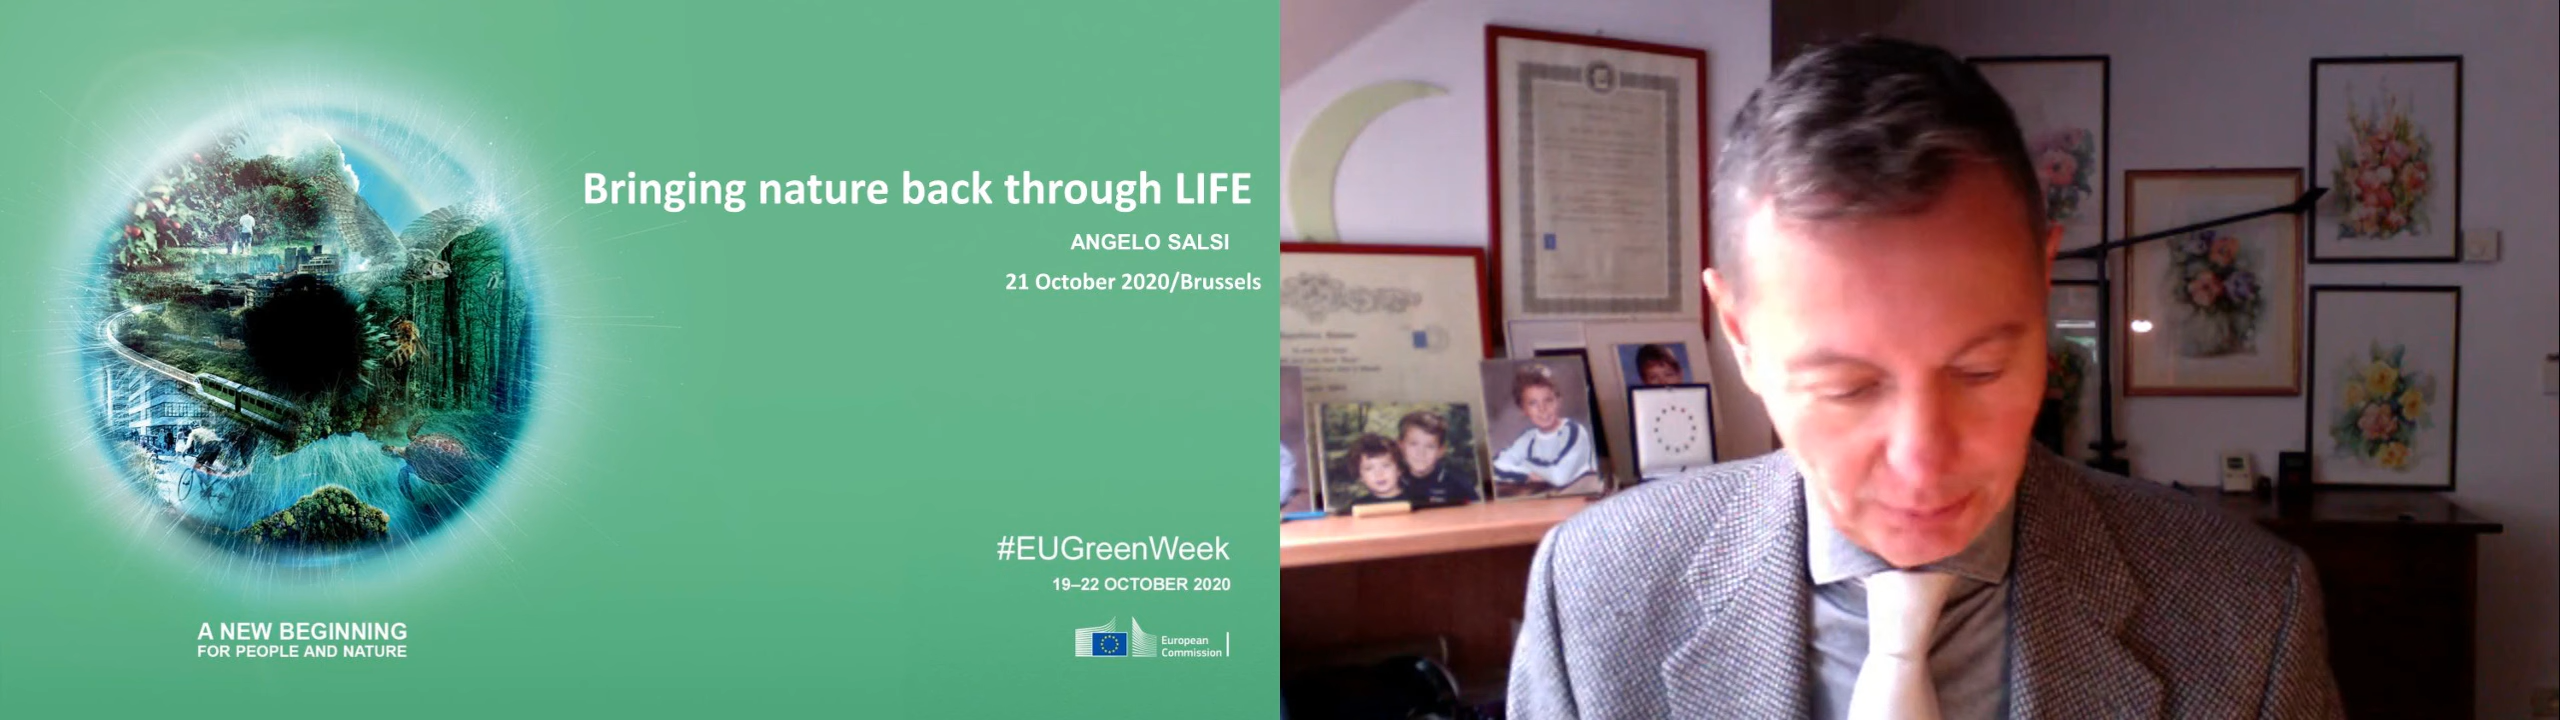 Bringing nature back through LIFE
ANGELO SALSI
21 October 2020/Brussels
#EUGreenWeek
19–22 OCTOBER 2020
European
Commission
A NEW BEGINNING
FOR PEOPLE AND NATURE